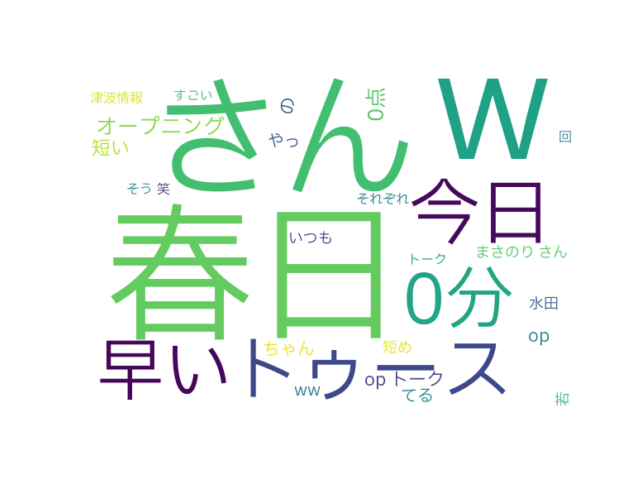 津波情報
すごい
さん
の
0点
W
オープニング
やっ
回
短い
そう
笑
それぞれ
今日
春日
いつも
まさのり さん
トーク
0分
水田
早い
トゥース
ちゃん
短め
op
op トーク
ww
てる
若